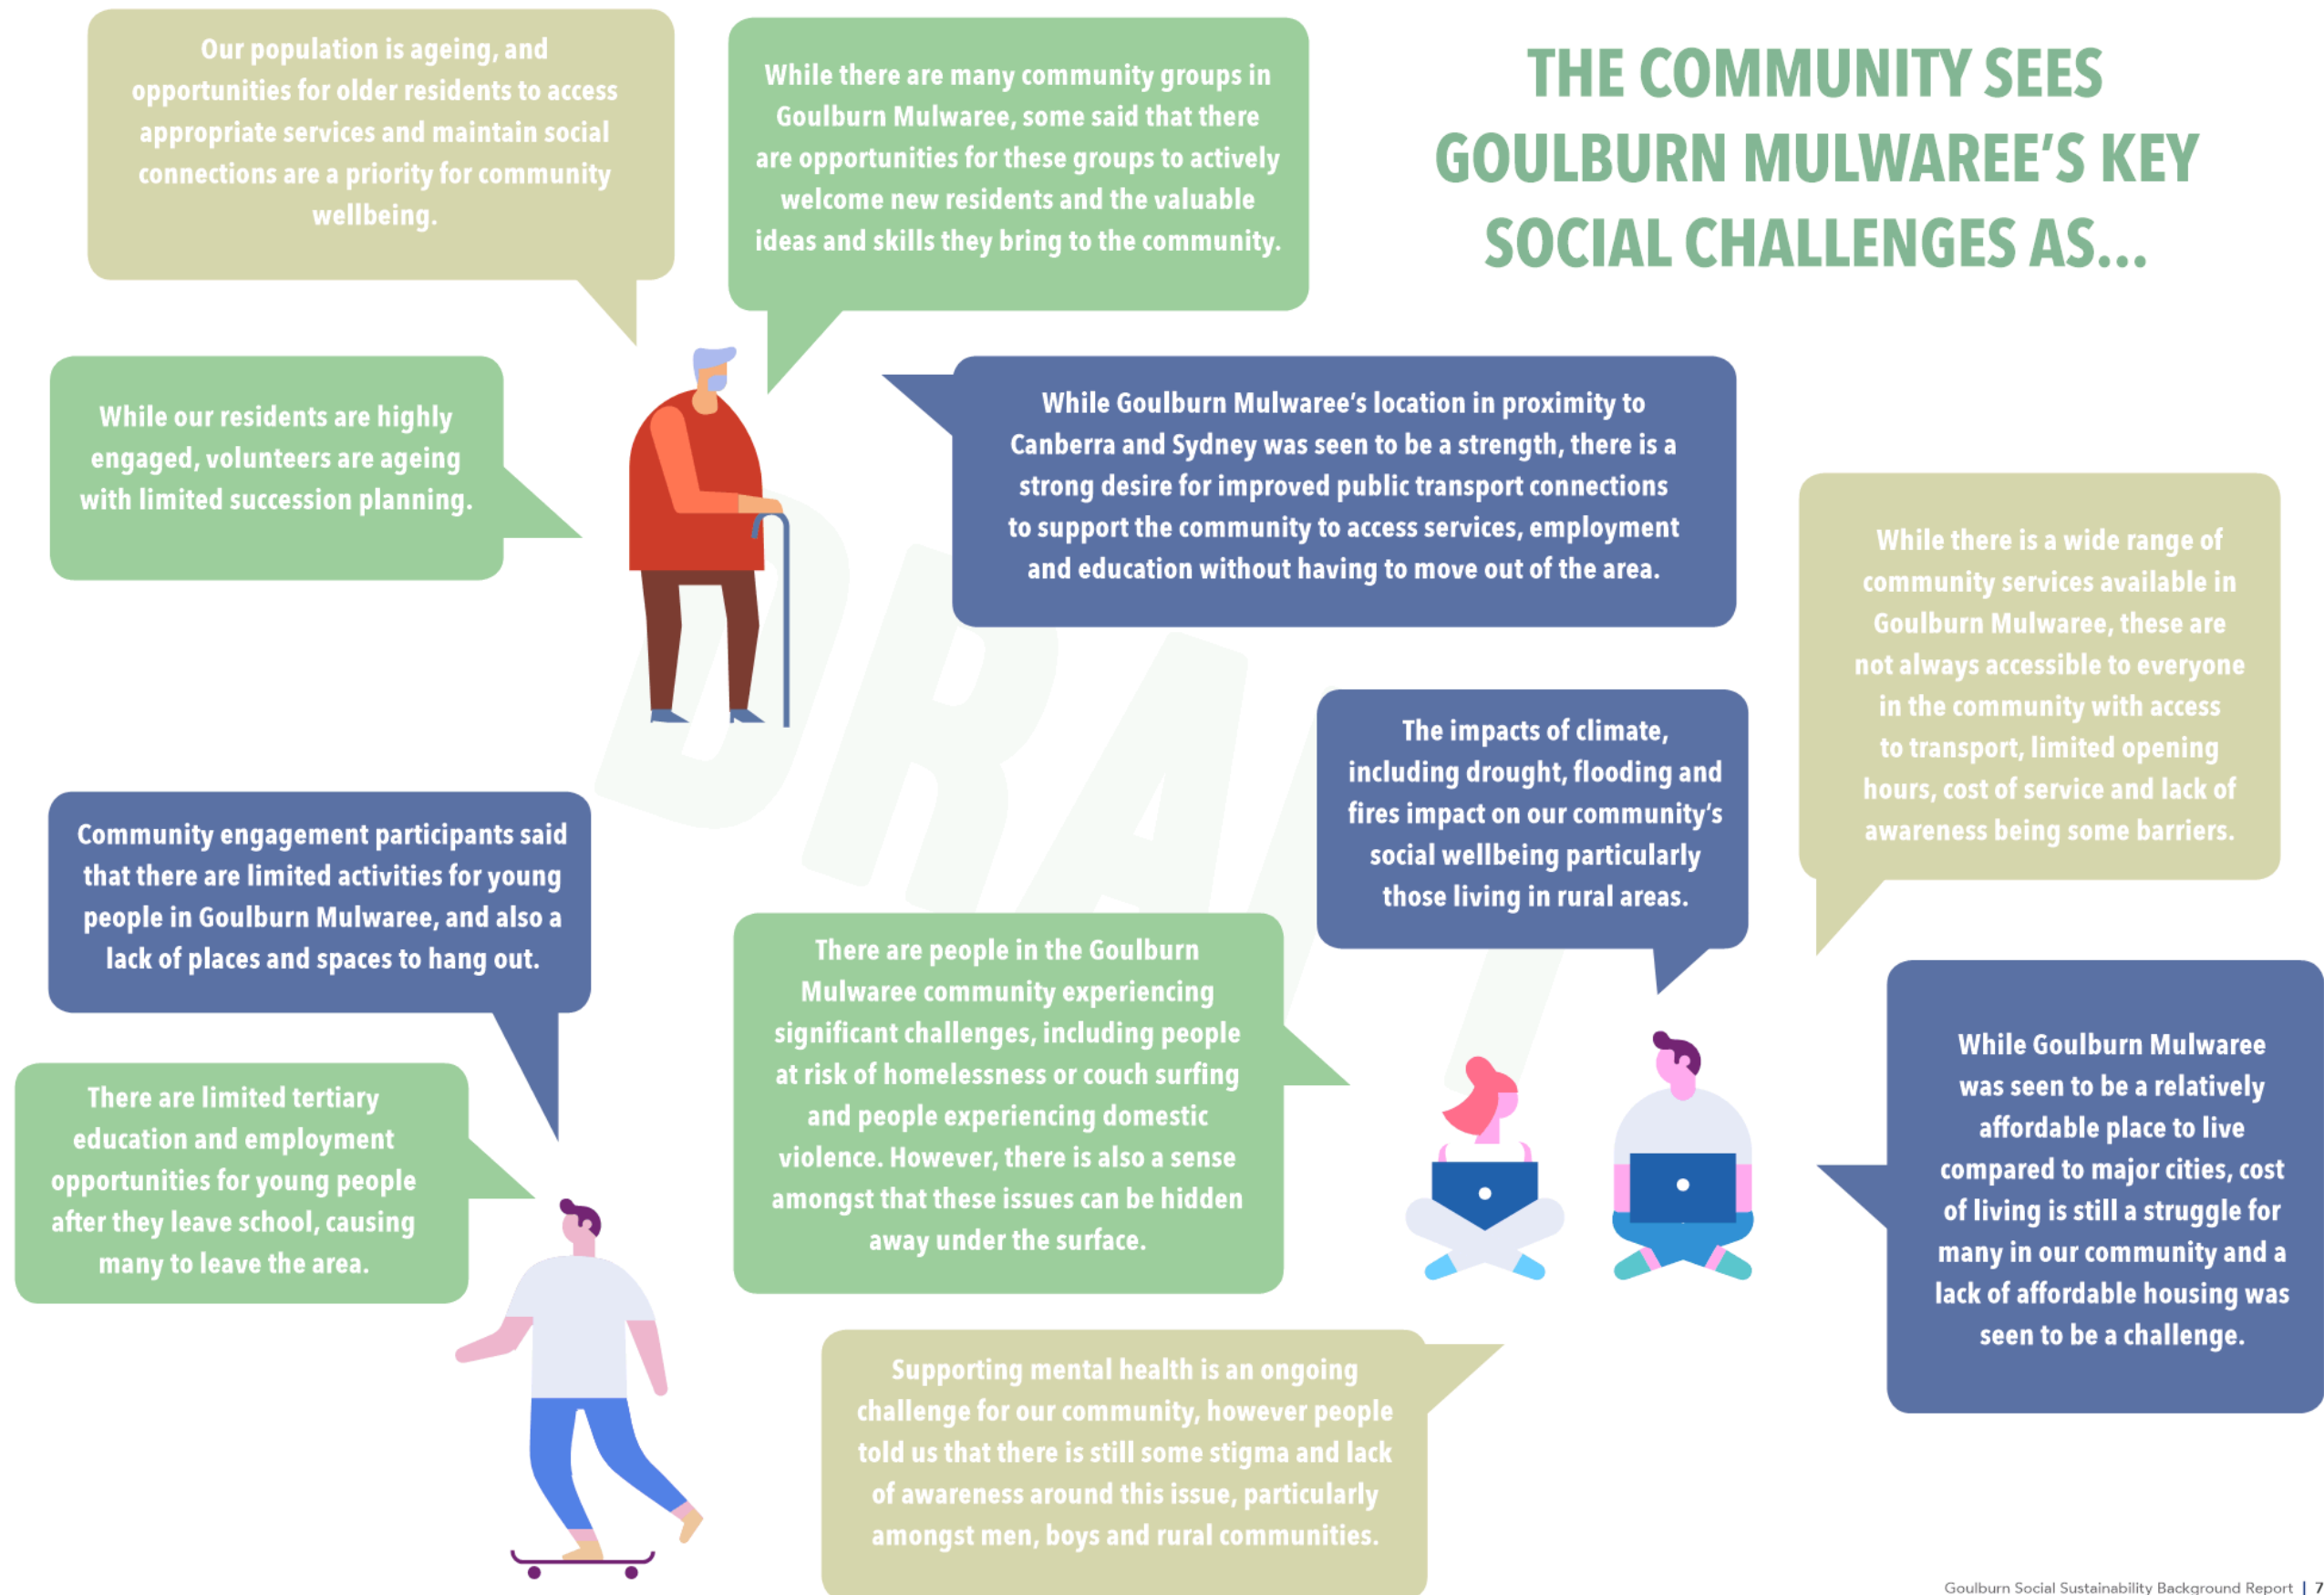 THE COMMUNITY SEES
GOULBURN MULWAREE'S KEY
SOCIAL CHALLENGES AS...
Our population is ageing, and
opportunities for older residents to access
appropriate services and maintain social
connections are a priority for community
wellbeing.
While there are many community groups in
Goulburn Mulwaree, some said that there
are opportunities for these groups to actively
welcome new residents and the valuable
ideas and skills they bring to the community.
While our residents are highly
engaged, volunteers are ageing
with limited succession planning.
While Goulburn Mulwaree's location in proximity to
Canberra and Sydney was seen to be a strength, there is a
strong desire for improved public transport connections
to support the community to access services, employment
and education without having to move out of the area.
While there is a wide range of
community services available in
Goulburn Mulwaree, these are
not always accessible to everyone
in the community with access
to transport, limited opening
hours, cost of service and lack of
awareness being some barriers.
The impacts of climate,
including drought, flooding and
fires impact on our community's
social wellbeing particularly
those living in rural areas.
Community engagement participants said
that there are limited activities for young
people in Goulburn Mulwaree, and also a
lack of places and spaces to hang out.
There are people in the Goulburn
Mulwaree community experiencing
significant challenges, including people
at risk of homelessness or couch surfing
and people experiencing domestic
violence. However, there is also a sense
amongst that these issues can be hidden
away under the surface.
While Goulburn Mulwaree
was seen to be a relatively
affordable place to live
compared to major cities, cost
of living is still a struggle for
many in our community and a
lack of affordable housing was
seen to be a challenge.
There are limited tertiary
education and employment
opportunities for young people
after they leave school, causing
many to leave the area.
Supporting mental health is an ongoing
challenge for our community, however people
told us that there is still some stigma and lack
of awareness around this issue, particularly
amongst men, boys and rural communities.
DRAFT
Goulburn Social Sustainability Background Report | 7